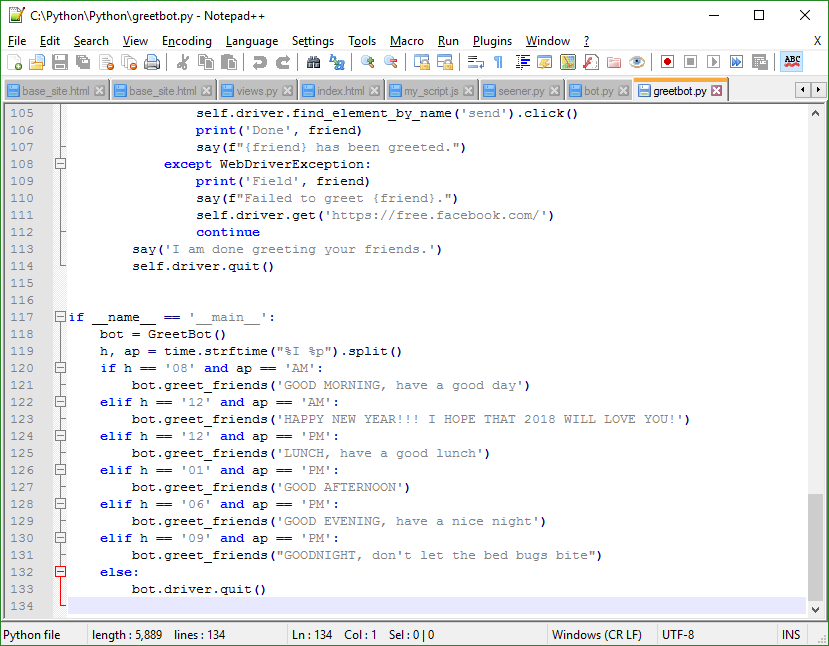 C:\Python\Python\greetbot.py - Notepad++
File Edit Search View Encoding Language Settings Tools Macro Run Plugins Window ? X
ABC
base_site.html base_site.html views.py index.html my_script.js seener.py bot.py greetbot.py
105 self.driver.find_element_by_name('send').click()
106 print('Done', friend)
107 say(f"{friend} has been greeted.")
108 except WebDriverException:
109 print('Field', friend)
110 say(f"Failed to greet {friend}.")
111 self.driver.get('https://free.facebook.com/')
112 continue
113 say('I am done greeting your friends.')
114 self.driver.quit()
115
116
117 if __name__ == '__main__':
118 bot = GreetBot()
119 h, ap = time.strftime("%I %p").split()
120 if h == '08' and ap == 'AM':
121 bot.greet_friends('GOOD MORNING, have a good day')
122 elif h == '12' and ap == 'AM':
123 bot.greet_friends('HAPPY NEW YEAR!!! I HOPE THAT 2018 WILL LOVE YOU!')
124 elif h == '12' and ap == 'PM':
125 bot.greet_friends('LUNCH, have a good lunch')
126 elif h == '01' and ap == 'PM':
127 bot.greet_friends('GOOD AFTERNOON')
128 elif h == '06' and ap == 'PM':
129 bot.greet_friends('GOOD EVENING, have a nice night')
130 elif h == '09' and ap == 'PM':
131 bot.greet_friends("GOODNIGHT, don't let the bed bugs bite")
132 else:
133 bot.driver.quit()
134
Python file length : 5,889 lines : 134 Ln : 134 Col : 1 Sel : 0 | 0 Windows (CR LF) UTF-8 INS